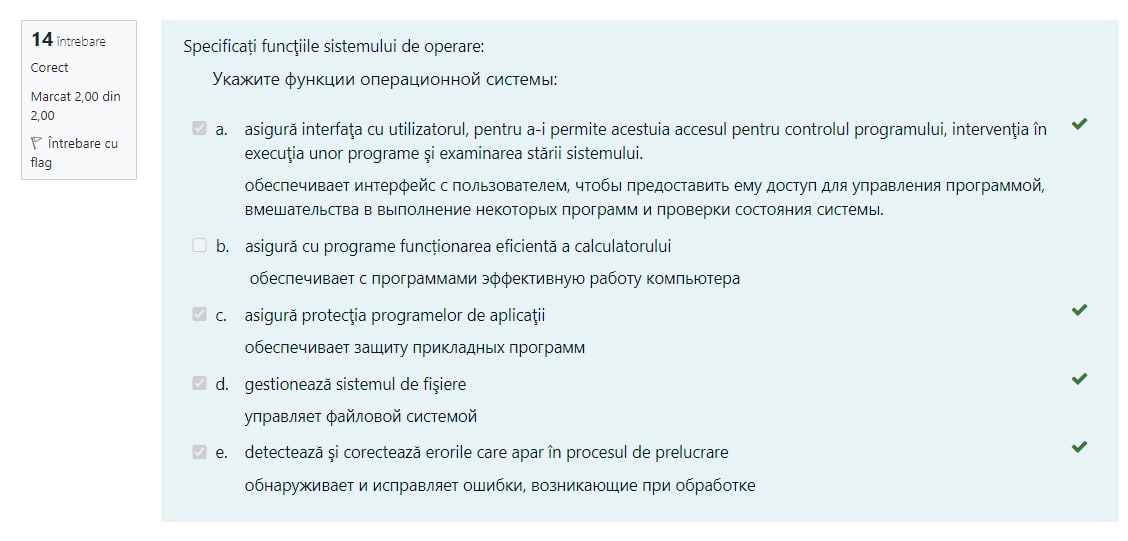 14 întrebare
Corect
Marcat 2,00 din
2,00
Întrebare cu
flag
Specificați funcţiile sistemului de operare:
Укажите функции операционной системы:
a. asigură interfaţa cu utilizatorul, pentru a-i permite acestuia accesul pentru controlul programului, intervenţia în
execuţia unor programe şi examinarea stării sistemului.
обеспечивает интерфейс с пользователем, чтобы предоставить ему доступ для управления программой,
вмешательства в выполнение некоторых программ и проверки состояния системы.
b. asigură cu programe funcționarea eficientă a calculatorului
обеспечивает с программами эффективную работу компьютера
c. asigură protecţia programelor de aplicaţii
обеспечивает защиту прикладных программ
d. gestionează sistemul de fişiere
управляет файловой системой
e. detectează şi corectează erorile care apar în procesul de prelucrare
обнаруживает и исправляет ошибки, возникающие при обработке